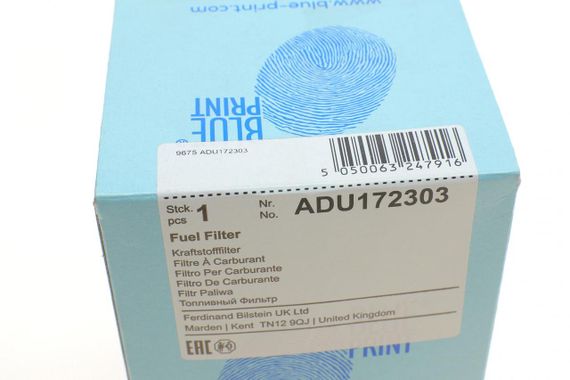 www.blue-print.com
BLUE
PRINT
®
9675 ADU172303
5 050063 247916
Stck. 1 Nr. ADU172303
pcs No.
Fuel Filter
Kraftstofffilter
Filtre À Carburant
Filtro Per Carburante
Filtro De Carburante
Filtr Paliwa
Топливный Фильтр
Ferdinand Bilstein UK Ltd
Marden | Kent TN12 9QJ | United Kingdom
EAC
PRINT